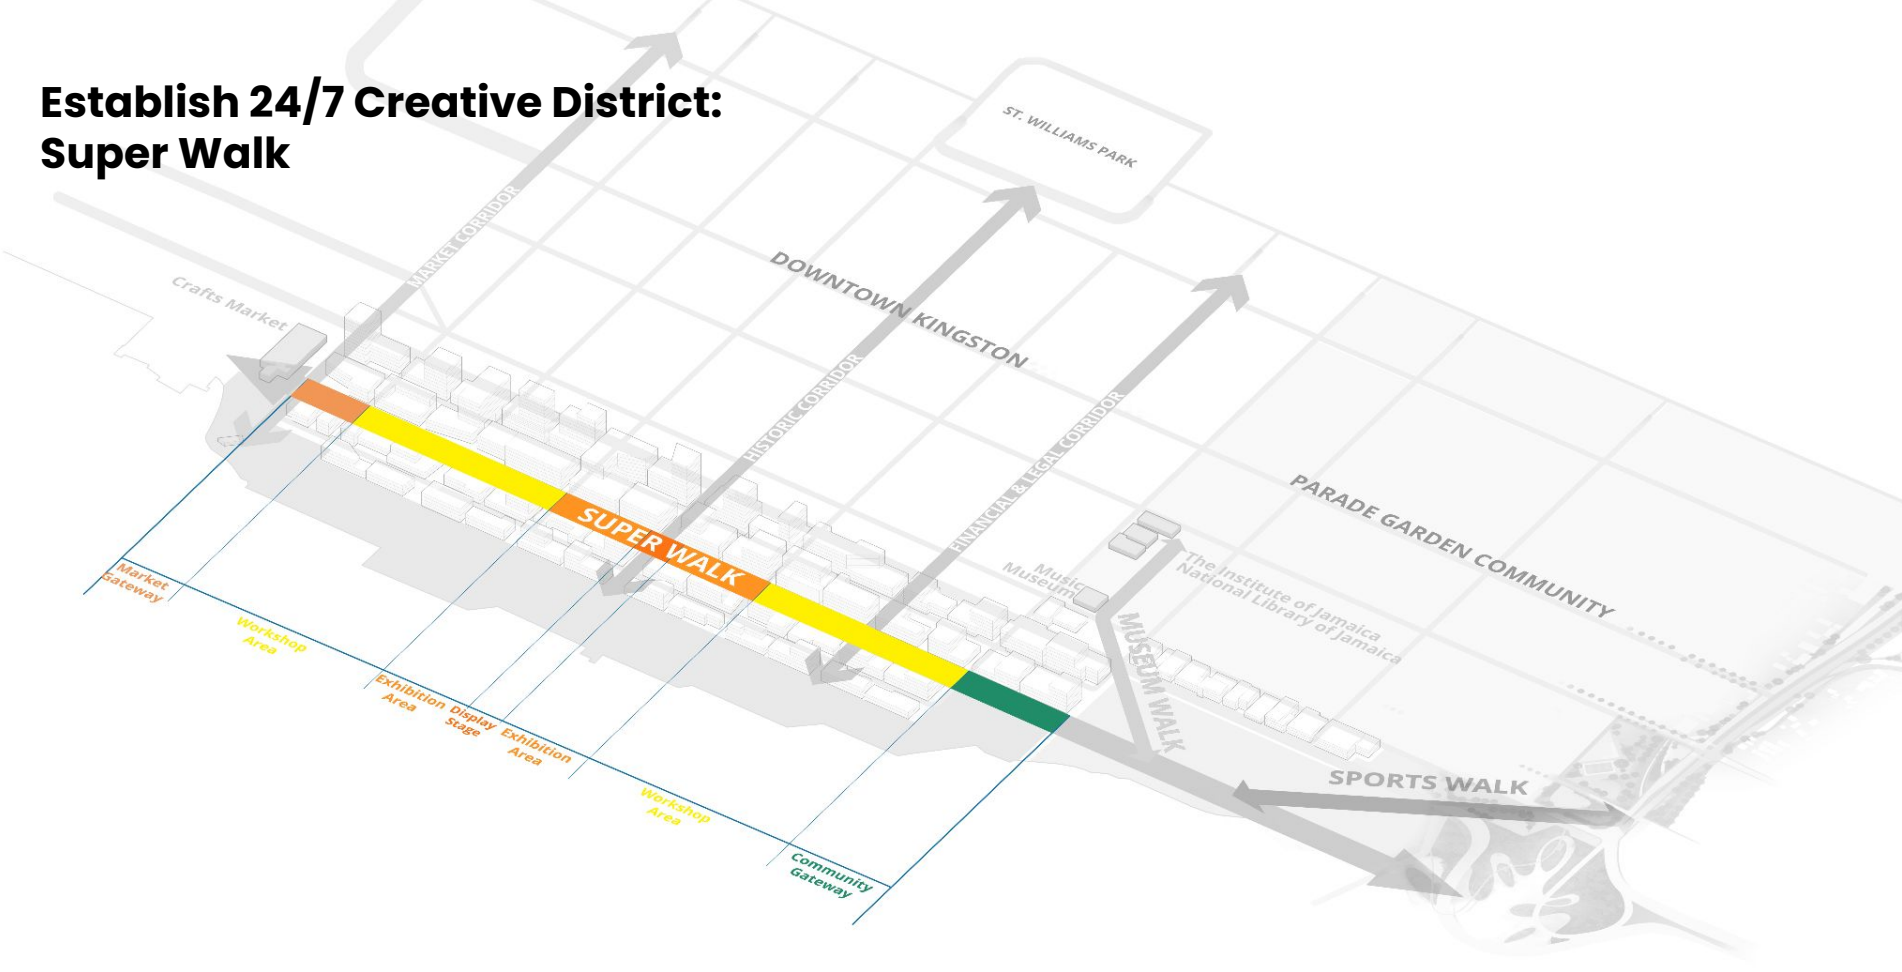 Establish 24/7 Creative District:
Super Walk
ST. WILLIAMS PARK
MARKET CORRIDOR
DOWNTOWN KINGSTON
Crafts Market
HISTORIC CORRIDOR
FINANCIAL & LEGAL CORRIDOR
PARADE GARDEN COMMUNITY
SUPER WALK
Music
Museum
The Institute of Jamaica
National Library of Jamaica
MUSEUM WALK
SPORTS WALK
Market
Gateway
Workshop
Area
Exhibition
Area
Display
Stage
Exhibition
Area
Workshop
Area
Community
Gateway